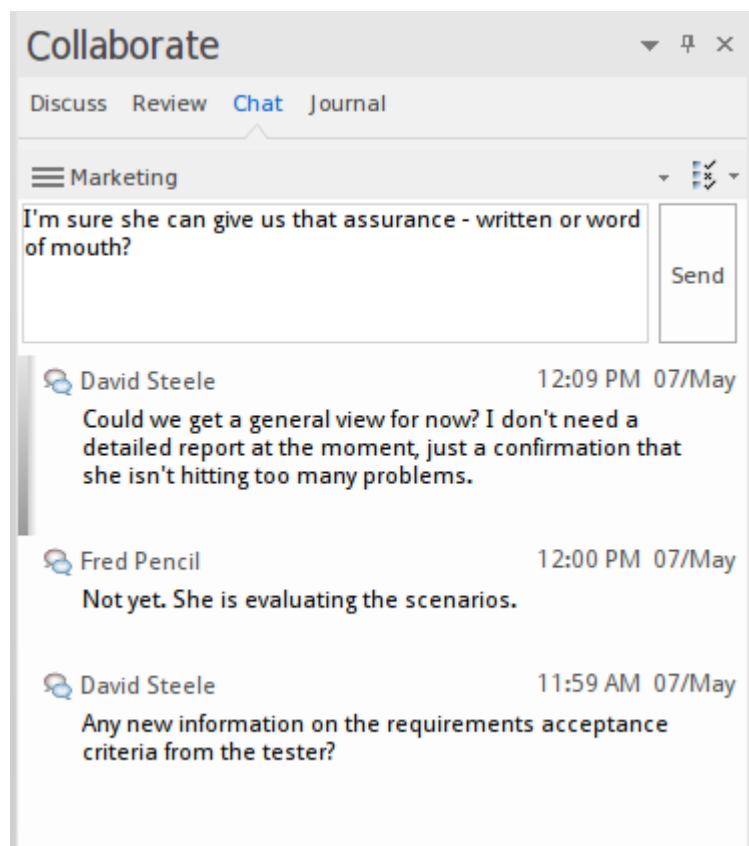 Collaborate
Discuss Review Chat Journal
Marketing
I'm sure she can give us that assurance - written or word
of mouth?
Send
David Steele 12:09 PM 07/May
Could we get a general view for now? I don't need a
detailed report at the moment, just a confirmation that
she isn't hitting too many problems.
Fred Pencil 12:00 PM 07/May
Not yet. She is evaluating the scenarios.
David Steele 11:59 AM 07/May
Any new information on the requirements acceptance
criteria from the tester?